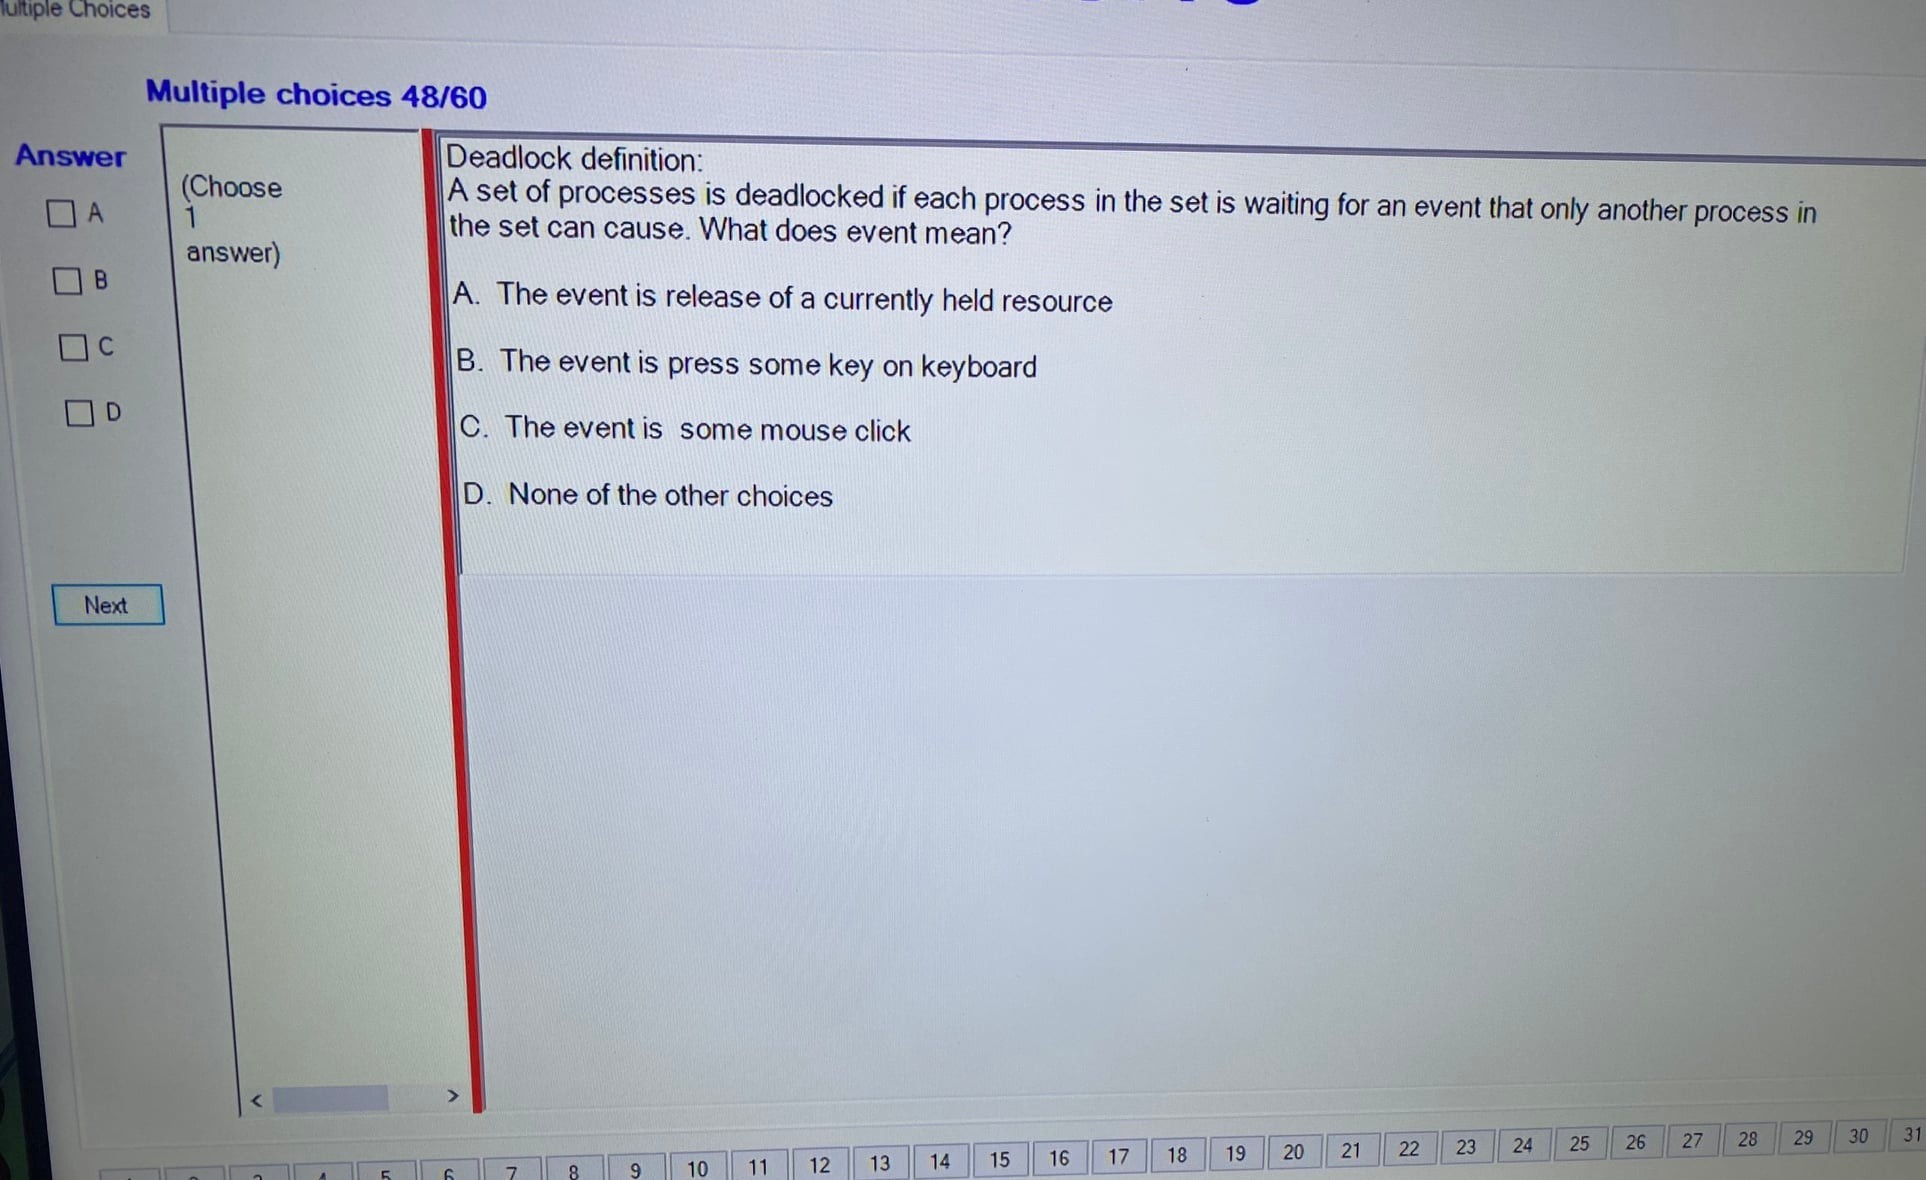 Multiple Choices
Multiple choices 48/60
Answer
A
B
C
D
Next
(Choose
1
answer)
Deadlock definition:
A set of processes is deadlocked if each process in the set is waiting for an event that only another process in
the set can cause. What does event mean?
A. The event is release of a currently held resource
B. The event is press some key on keyboard
C. The event is some mouse click
D. None of the other choices
< >
4 5 6 7 8 9 10 11 12 13 14 15 16 17 18 19 20 21 22 23 24 25 26 27 28 29 30 31